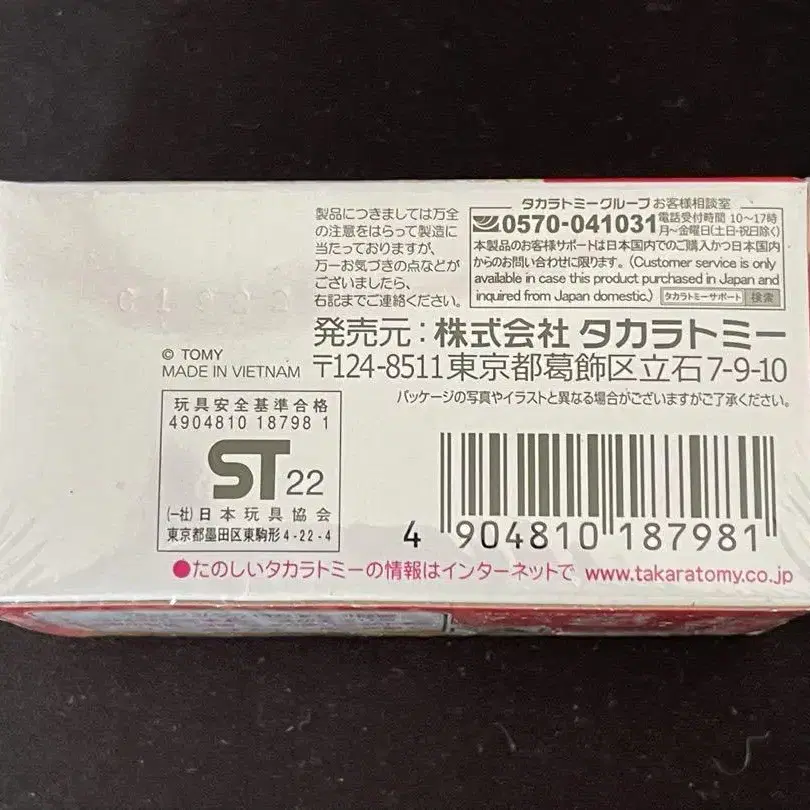 製品につきましては万全
の注意をはらって製造に
当たっておりますが、
万一お気づきの点などが
ございましたら、
右記までご連絡ください。
タカラトミーグループ お客様相談室
0570-041031 電話受付時間 10〜17時
月〜金曜日(土日・祝日除く)
本製品のお客様サポートは日本国内でのご購入かつ日本国内
からのお問い合わせに限ります。(Customer service is only
available in case this product purchased in Japan and
inquired from Japan domestic.) タカラトミーサポート 検索
発売元:株式会社 タカラトミー
〒124-8511 東京都葛飾区立石7-9-10
© TOMY
MADE IN VIETNAM
パッケージの写真やイラストと異なる場合がございますがご了承ください。
玩具安全基準合格
4904810 18798 1
ST 22
(一社)日本玩具協会
東京都墨田区東駒形4-22-4
4 904810 187981
●たのしいタカラトミーの情報はインターネットで www.takaratomy.co.jp